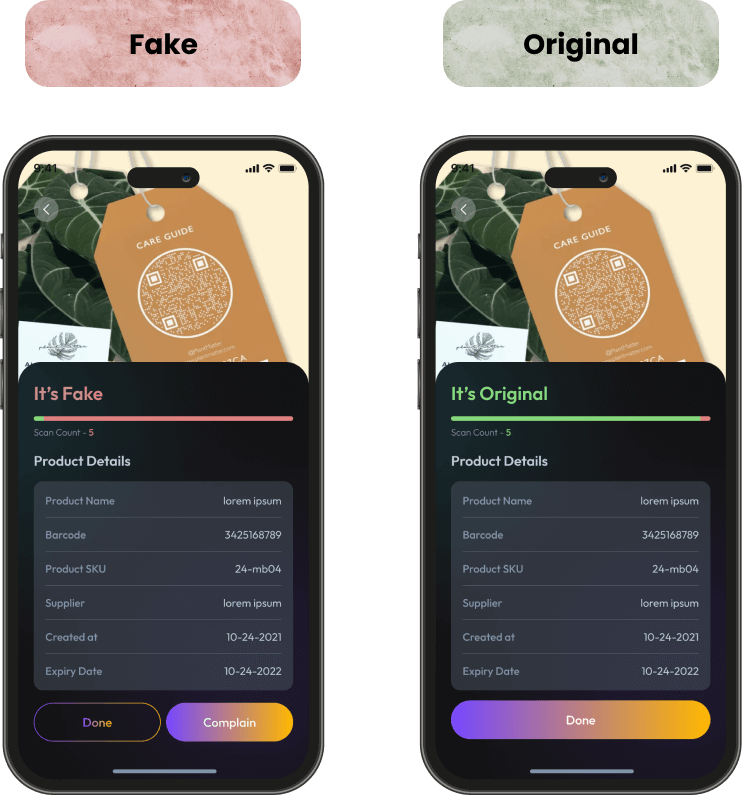 Fake
Original
9:41
CARE GUIDE
@PlantMatter
It's Fake
Scan Count - 5
Product Details
Product Name lorem ipsum
Barcode 3425168789
Product SKU 24-mb04
Supplier lorem ipsum
Created at 10-24-2021
Expiry Date 10-24-2022
Done
Complain
9:41
CARE GUIDE
@PlantMatter
It's Original
Scan Count - 5
Product Details
Product Name lorem ipsum
Barcode 3425168789
Product SKU 24-mb04
Supplier lorem ipsum
Created at 10-24-2021
Expiry Date 10-24-2022
Done